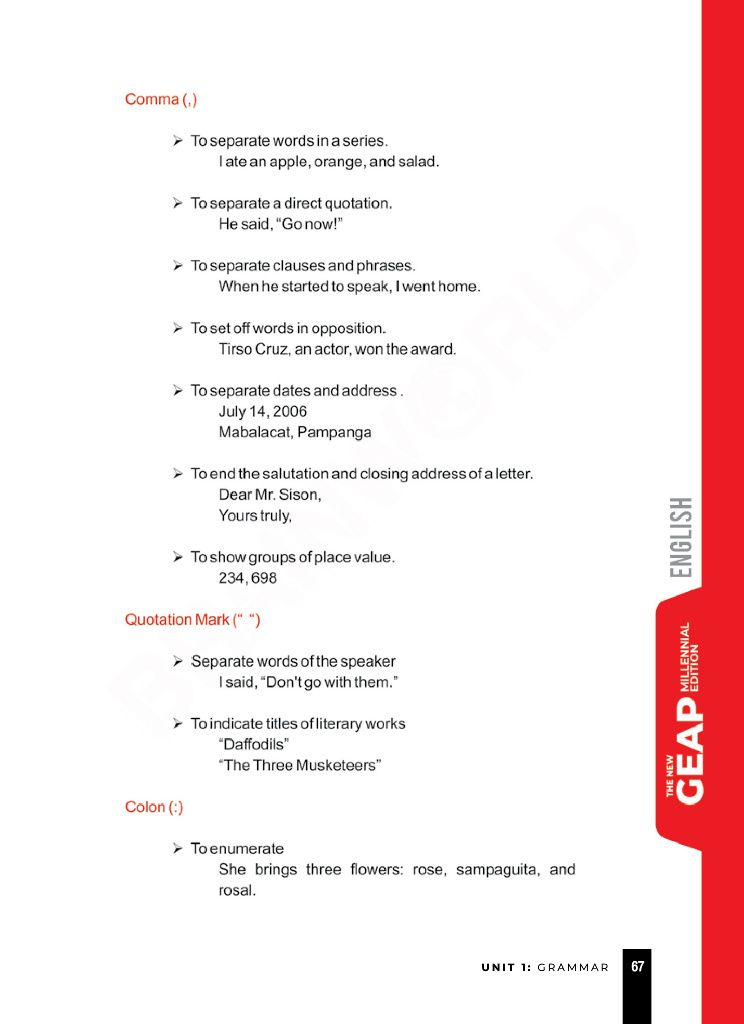 Comma (,)
➢ To separate words in a series.
I ate an apple, orange, and salad.
➢ To separate a direct quotation.
He said, “Go now!”
➢ To separate clauses and phrases.
When he started to speak, I went home.
➢ To set off words in opposition.
Tirso Cruz, an actor, won the award.
➢ To separate dates and address .
July 14, 2006
Mabalacat, Pampanga
➢ To end the salutation and closing address of a letter.
Dear Mr. Sison,
Yours truly,
➢ To show groups of place value.
234, 698
Quotation Mark (“ “)
➢ Separate words of the speaker
I said, “Don't go with them.”
➢ To indicate titles of literary works
“Daffodils”
“The Three Musketeers”
Colon (:)
➢ To enumerate
She brings three flowers: rose, sampaguita, and
rosal.
ENGLISH
THE NEW
GEAP
MILLENNIAL
EDITION
UNIT 1: GRAMMAR
67